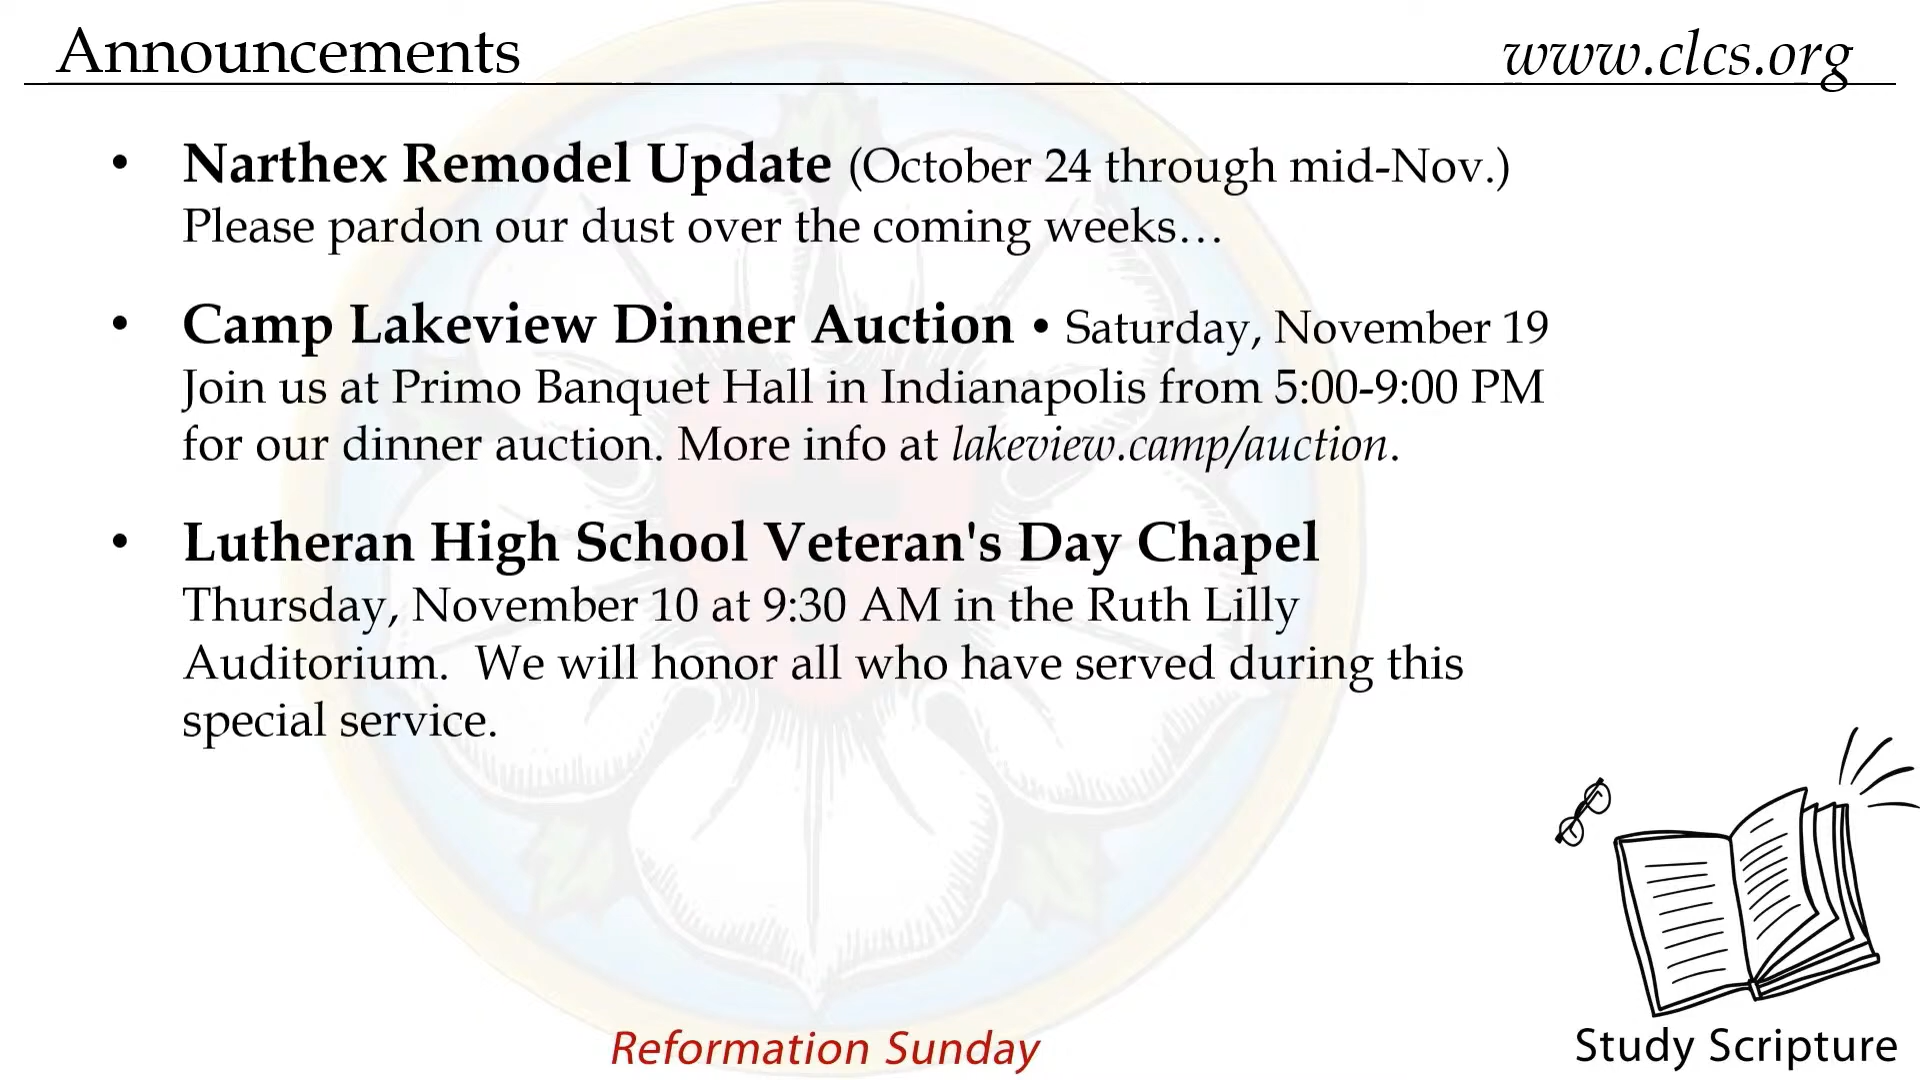 Announcements www.clcs.org
• Narthex Remodel Update (October 24 through mid-Nov.)
Please pardon our dust over the coming weeks…
• Camp Lakeview Dinner Auction • Saturday, November 19
Join us at Primo Banquet Hall in Indianapolis from 5:00-9:00 PM
for our dinner auction. More info at lakeview.camp/auction.
• Lutheran High School Veteran's Day Chapel
Thursday, November 10 at 9:30 AM in the Ruth Lilly
Auditorium.  We will honor all who have served during this
special service.
Reformation Sunday
Study Scripture